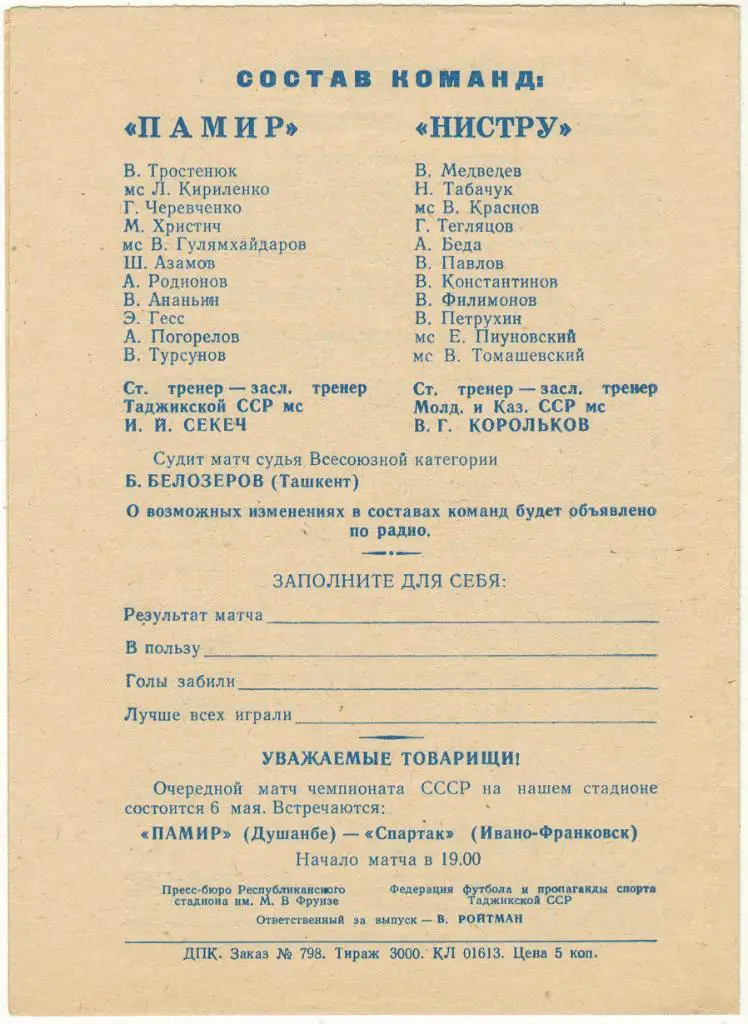 СОСТАВ КОМАНД:
«ПАМИР»
В. Тростенюк
мс Л. Кириленко
Г. Черевченко
М. Христич
мс В. Гулямхайдаров
Ш. Азамов
А. Родионов
В. Ананьин
Э. Гесс
А. Погорелов
В. Турсунов
Ст. тренер — засл. тренер
Таджикской ССР мс
И. Й. СЕКЕЧ
«НИСТРУ»
В. Медведев
Н. Табачук
мс В. Краснов
Г. Тегляцов
А. Беда
В. Павлов
В. Константинов
В. Филимонов
В. Петрухин
мс Е. Пиуновский
мс В. Томашевский
Ст. тренер — засл. тренер
Молд. и Каз. ССР мс
В. Г. КОРОЛЬКОВ
Судит матч судья Всесоюзной категории
Б. БЕЛОЗЕРОВ (Ташкент)
О возможных изменениях в составах команд будет объявлено
по радио.
ЗАПОЛНИТЕ ДЛЯ СЕБЯ:
Результат матча
В пользу
Голы забили
Лучше всех играли
УВАЖАЕМЫЕ ТОВАРИЩИ!
Очередной матч чемпионата СССР на нашем стадионе
состоится 6 мая. Встречаются:
«ПАМИР» (Душанбе) — «Спартак» (Ивано-Франковск)
Начало матча в 19.00
Пресс-бюро Республиканского
стадиона им. М. В Фрунзе
Федерация футбола и пропаганды спорта
Таджикской ССР
Ответственный за выпуск — В. РОЙТМАН
ДПК. Заказ № 798. Тираж 3000. КЛ 01613. Цена 5 коп.